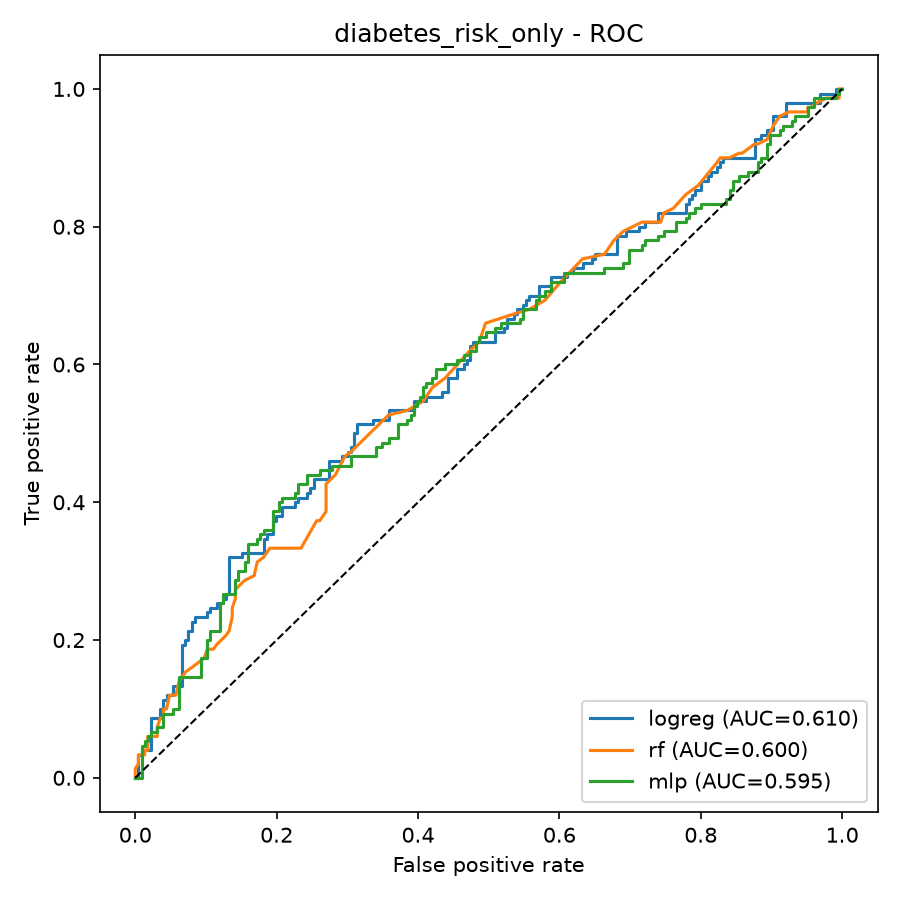 diabetes_risk_only - ROC
True positive rate
1.0
0.8
0.6
0.4
0.2
0.0
logreg (AUC=0.610)
rf (AUC=0.600)
mlp (AUC=0.595)
0.0 0.2 0.4 0.6 0.8 1.0
False positive rate